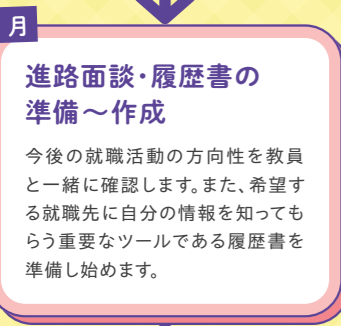 月
進路面談・履歴書の
準備〜作成
今後の就職活動の方向性を教員
と一緒に確認します。また、希望す
る就職先に自分の情報を知っても
らう重要なツールである履歴書を
準備し始めます。